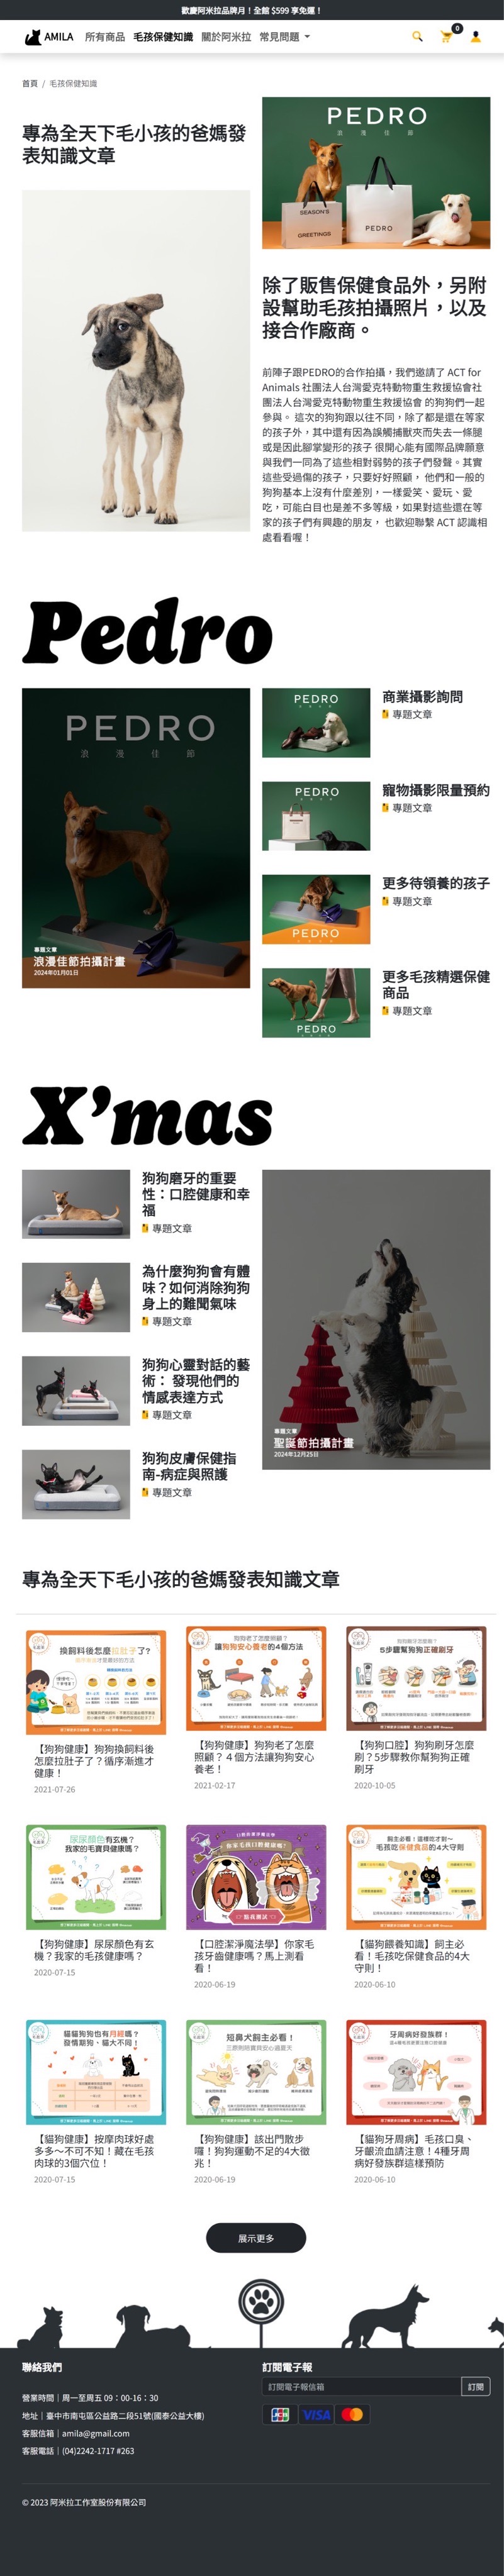 歡慶阿米拉品牌月！全館 $599 享免運！
AMILA 所有商品 毛孩保健知識 關於阿米拉 常見問題
0
首頁 / 毛孩保健知識
專為全天下毛小孩的爸媽發
表知識文章
PEDRO
浪漫佳節
SEASON'S
GREETINGS
PEDRO
除了販售保健食品外，另附
設幫助毛孩拍攝照片，以及
接合作廠商。
前陣子跟PEDRO的合作拍攝，我們邀請了 ACT for
Animals 社團法人台灣愛克特動物重生救援協會社
團法人台灣愛克特動物重生救援協會 的狗狗們一起
參與。 這次的狗狗跟以往不同，除了都是還在等家
的孩子外，其中還有因為誤觸捕獸夾而失去一條腿
或是因此腳掌變形的孩子 很開心能有國際品牌願意
與我們一同為了這些相對弱勢的孩子們發聲。其實
這些受過傷的孩子，只要好好照顧， 他們和一般的
狗狗基本上沒有什麼差別，一樣愛笑、愛玩、愛
吃，可能白目也是差不多等級，如果對這些還在等
家的孩子們有興趣的朋友， 也歡迎聯繫 ACT 認識相
處看看喔！
Pedro
PEDRO
浪漫佳節
專題文章
浪漫佳節拍攝計畫
2024年01月01日
PEDRO
商業攝影詢問
專題文章
PEDRO
寵物攝影限量預約
專題文章
PEDRO
更多待領養的孩子
專題文章
PEDRO
更多毛孩精選保健
商品
專題文章
X'mas
狗狗磨牙的重要
性：口腔健康和幸
福
專題文章
為什麼狗狗會有體
味？如何消除狗狗
身上的難聞氣味
專題文章
狗狗心靈對話的藝
術： 發現他們的
情感表達方式
專題文章
狗狗皮膚保健指
南-病症與照護
專題文章
專題文章
聖誕節拍攝計畫
2024年12月25日
專為全天下毛小孩的爸媽發表知識文章
換飼料後怎麼拉肚子了?
【狗狗健康】狗狗換飼料後
怎麼拉肚子了？循序漸進才
健康！
2021-07-26
狗狗老了怎麼照顧？
讓狗狗安心養老的4個方法
【狗狗健康】狗狗老了怎麼
照顧？４個方法讓狗狗安心
養老！
2021-02-17
5步驟幫狗狗正確刷牙
【狗狗口腔】狗狗刷牙怎麼
刷？5步驟教你幫狗狗正確
刷牙
2020-10-05
尿尿顏色有玄機？
我家的毛寶貝健康嗎？
【狗狗健康】尿尿顏色有玄
機？我家的毛孩健康嗎？
2020-07-15
你家毛孩口腔健康嗎?
【口腔潔淨魔法學】你家毛
孩牙齒健康嗎？馬上測看
看！
2020-06-19
飼主必看！這樣吃才對~
毛孩吃保健食品的4大守則
【貓狗餵養知識】飼主必
看！毛孩吃保健食品的4大
守則！
2020-06-10
貓貓狗狗也有月經嗎？
發情期狗，貓大不同！
【貓狗健康】按摩肉球好處
多多～不可不知！藏在毛孩
肉球的3個穴位！
2020-07-15
短鼻犬飼主必看！
【狗狗健康】該出門散步
囉！狗狗運動不足的4大徵
兆！
2020-06-19
牙周病好發族群！
【貓狗牙周病】毛孩口臭、
牙齦流血請注意！4種牙周
病好發族群這樣預防
2020-06-10
展示更多
聯絡我們
營業時間｜周一至周五 09：00-16：30
地址｜臺中市南屯區公益路二段51號(國泰公益大樓)
客服信箱｜amila@gmail.com
客服電話｜(04)2242-1717 #263
訂閱電子報
訂閱電子報信箱 訂閱
JCB VISA
© 2023 阿米拉工作室股份有限公司